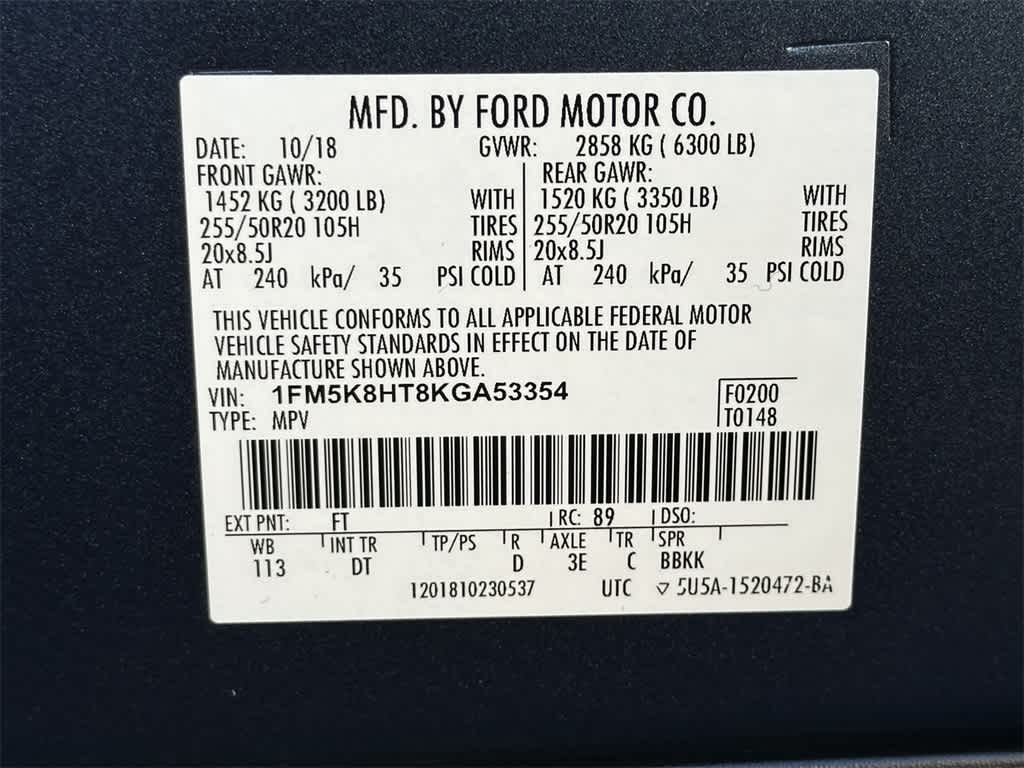 MFD. BY FORD MOTOR CO.
DATE: 10/18 GVWR: 2858 KG ( 6300 LB)
FRONT GAWR: REAR GAWR:
1452 KG ( 3200 LB) WITH 1520 KG ( 3350 LB) WITH
255/50R20 105H TIRES 255/50R20 105H TIRES
20x8.5J RIMS 20x8.5J RIMS
AT 240 kPa/ 35 PSI COLD AT 240 kPa/ 35 PSI COLD
THIS VEHICLE CONFORMS TO ALL APPLICABLE FEDERAL MOTOR
VEHICLE SAFETY STANDARDS IN EFFECT ON THE DATE OF
MANUFACTURE SHOWN ABOVE.
VIN: 1FM5K8HT8KGA53354 F0200
TYPE: MPV T0148
EXT PNT: FT RC: 89 DSO:
WB INT TR TP/PS R AXLE TR SPR
113 DT D 3E C BBKK
1201810230537 UTC ▽ 5U5A-1520472-BA